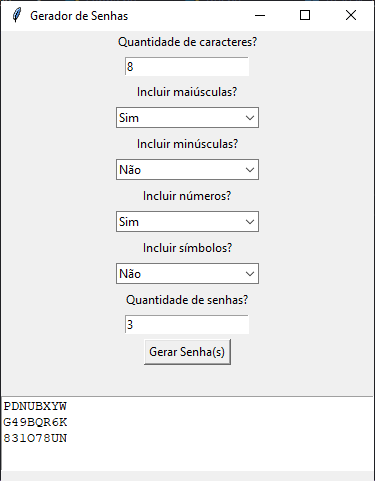 Gerador de Senhas
Quantidade de caracteres?
8
Incluir maiúsculas?
Sim
Incluir minúsculas?
Não
Incluir números?
Sim
Incluir símbolos?
Não
Quantidade de senhas?
3
Gerar Senha(s)
PDNUBXYW
G49BQR6K
831O78UN